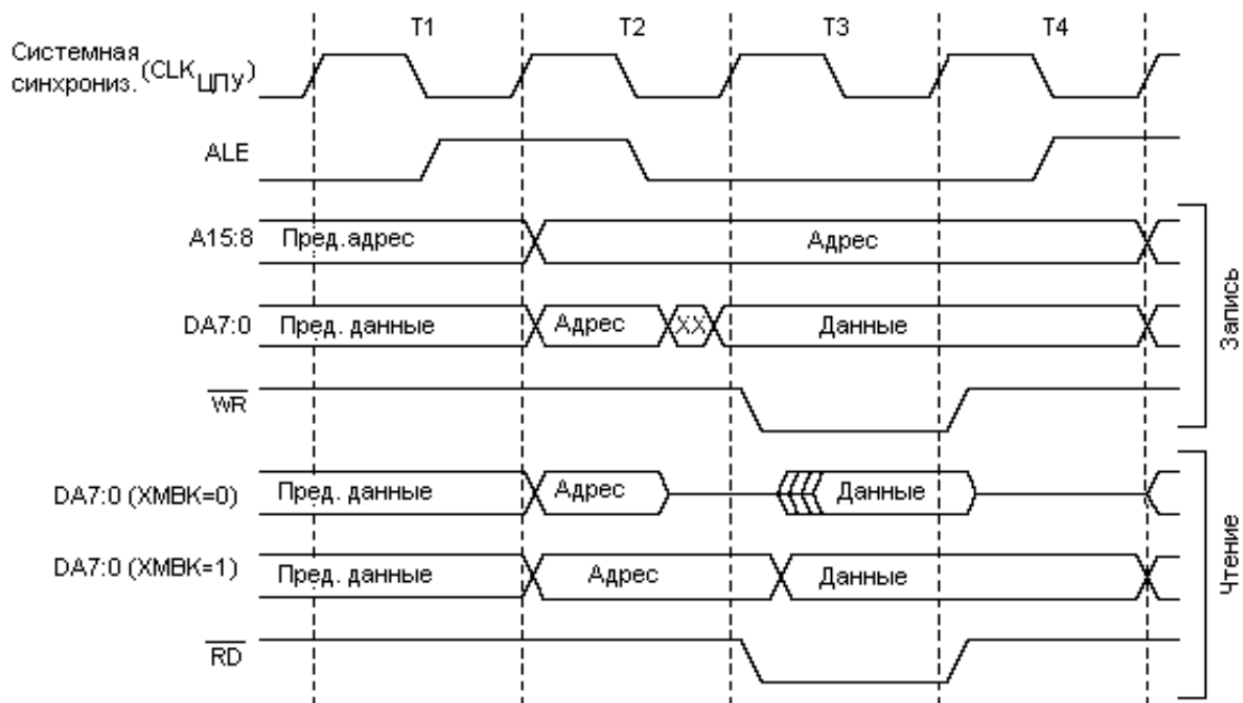 T1 T2 T3 T4
Системная
синхрониз. (CLK ЦПУ)
ALE
A15:8 Пред.адрес Адрес
DA7:0 Пред. данные Адрес XX Данные
WR
Запись
DA7:0 (XMBK=0) Пред. данные Адрес Данные
DA7:0 (XMBK=1) Пред. данные Адрес Данные
RD
Чтение